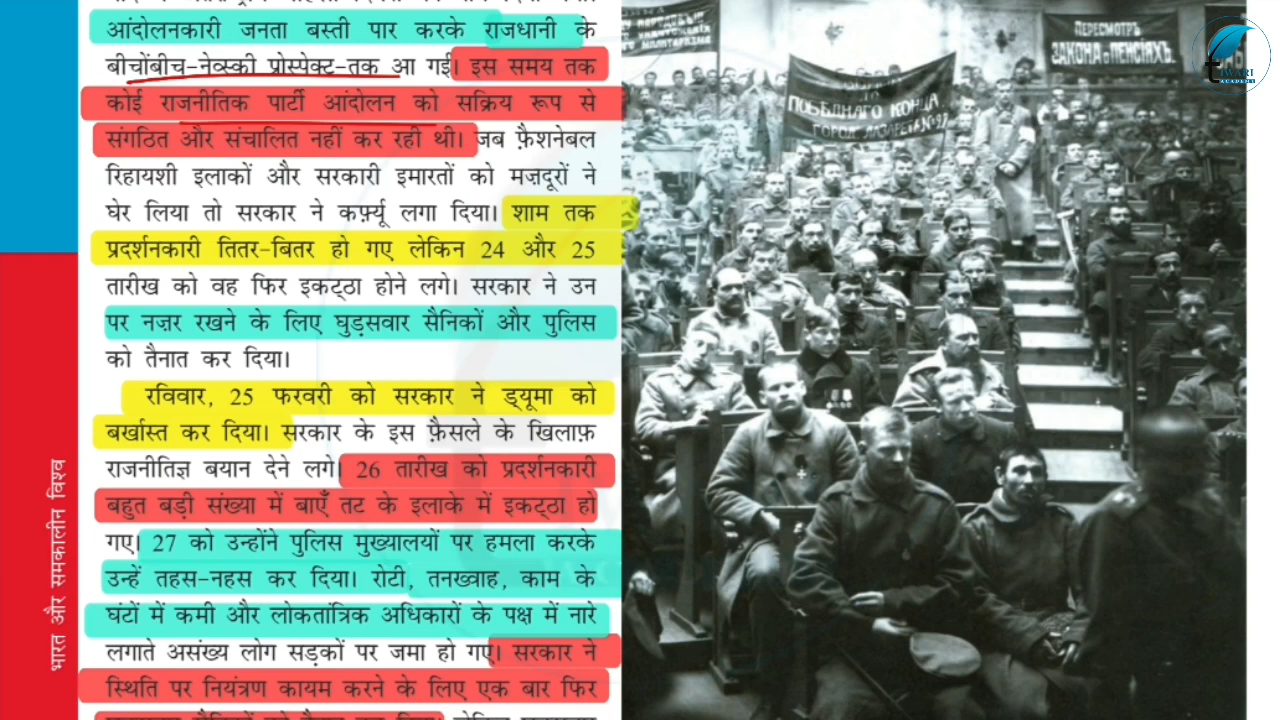 आंदोलनकारी जनता बस्ती पार करके राजधानी के
बीचोंबीच-नेव्स्की प्रोस्पेक्ट-तक आ गई। इस समय तक
कोई राजनीतिक पार्टी आंदोलन को सक्रिय रूप से
संगठित और संचालित नहीं कर रही थी। जब फ़ैशनेबल
रिहायशी इलाकों और सरकारी इमारतों को मज़दूरों ने
घेर लिया तो सरकार ने कर्फ़्यू लगा दिया। शाम तक
प्रदर्शनकारी तितर-बितर हो गए लेकिन 24 और 25
तारीख को वह फिर इकट्ठा होने लगे। सरकार ने उन
पर नज़र रखने के लिए घुड़सवार सैनिकों और पुलिस
को तैनात कर दिया।
रविवार, 25 फरवरी को सरकार ने ड्यूमा को
बर्खास्त कर दिया। सरकार के इस फ़ैसले के खिलाफ़
राजनीतिज्ञ बयान देने लगे। 26 तारीख को प्रदर्शनकारी
बहुत बड़ी संख्या में बाएँ तट के इलाके में इकट्ठा हो
गए। 27 को उन्होंने पुलिस मुख्यालयों पर हमला करके
उन्हें तहस-नहस कर दिया। रोटी, तनख्वाह, काम के
घंटों में कमी और लोकतांत्रिक अधिकारों के पक्ष में नारे
लगाते असंख्य लोग सड़कों पर जमा हो गए। सरकार ने
स्थिति पर नियंत्रण कायम करने के लिए एक बार फिर
भारत और समकालीन विश्व
ПЕРЕСМОТРЪ
ЗАКОНА о ПЕНСІЯХЪ
ПОБѢДНАГО КОНЦА
ГОРОД. ЛАЗАРЕТА №
TIWARI
ACADEMY